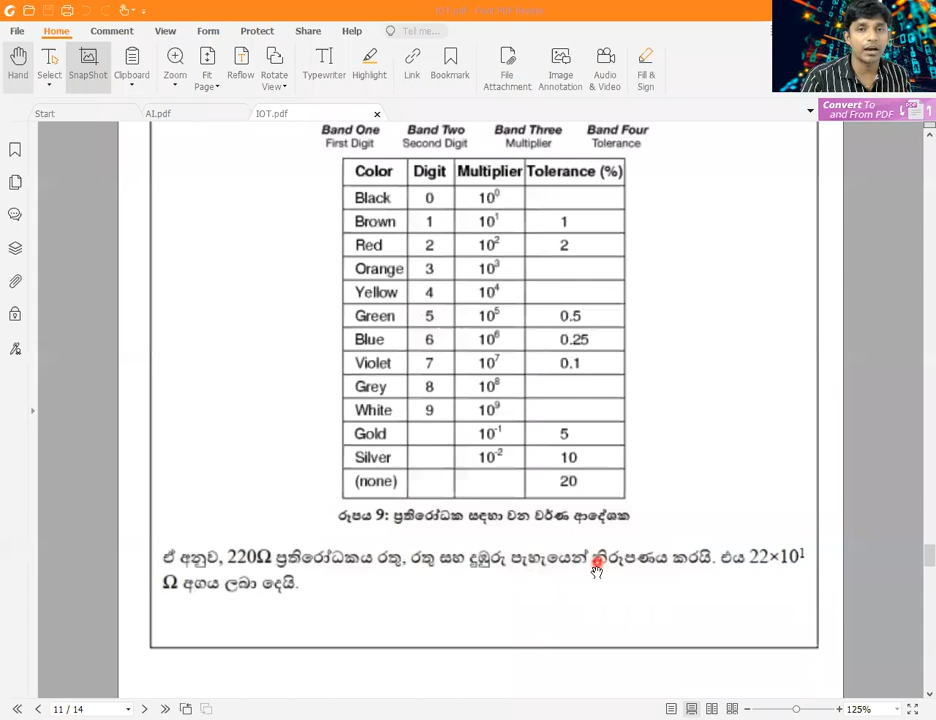 File Home Comment View Form Protect Share Help Tell me...
Hand Select SnapShot Clipboard Zoom Fit Page Reflow Rotate View Typewriter Highlight Link Bookmark File Attachment Image Annotation Audio & Video Fill & Sign
Start AI.pdf IOT.pdf
Convert To and From PDF
Band One Band Two Band Three Band Four
First Digit Second Digit Multiplier Tolerance
Color Digit Multiplier Tolerance (%)
Black 0 10⁰
Brown 1 10¹ 1
Red 2 10² 2
Orange 3 10³
Yellow 4 10⁴
Green 5 10⁵ 0.5
Blue 6 10⁶ 0.25
Violet 7 10⁷ 0.1
Grey 8 10⁸
White 9 10⁹
Gold 10⁻¹ 5
Silver 10⁻² 10
(none) 20
රූපය 9: ප්‍රතිරෝධක සඳහා වන වර්ණ ආදේශක
ඒ අනුව, 220Ω ප්‍රතිරෝධකය රතු, රතු සහ දුඹුරු පැහැයෙන් නිරූපණය කරයි. එය 22×10¹
Ω අගය ලබා දෙයි.
11 / 14 125%